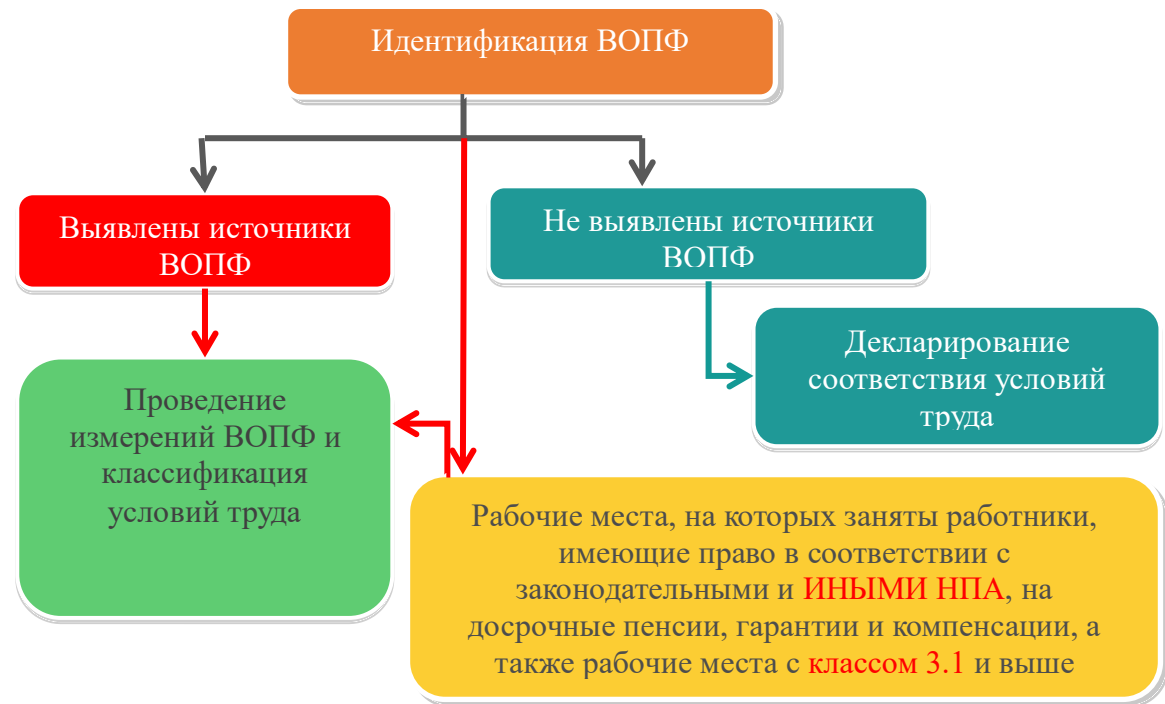 Идентификация ВОПФ
Выявлены источники
ВОПФ
Не выявлены источники
ВОПФ
Проведение
измерений ВОПФ и
классификация
условий труда
Декларирование
соответствия условий
труда
Рабочие места, на которых заняты работники,
имеющие право в соответствии с
законодательными и ИНЫМИ НПА, на
досрочные пенсии, гарантии и компенсации, а
также рабочие места с классом 3.1 и выше